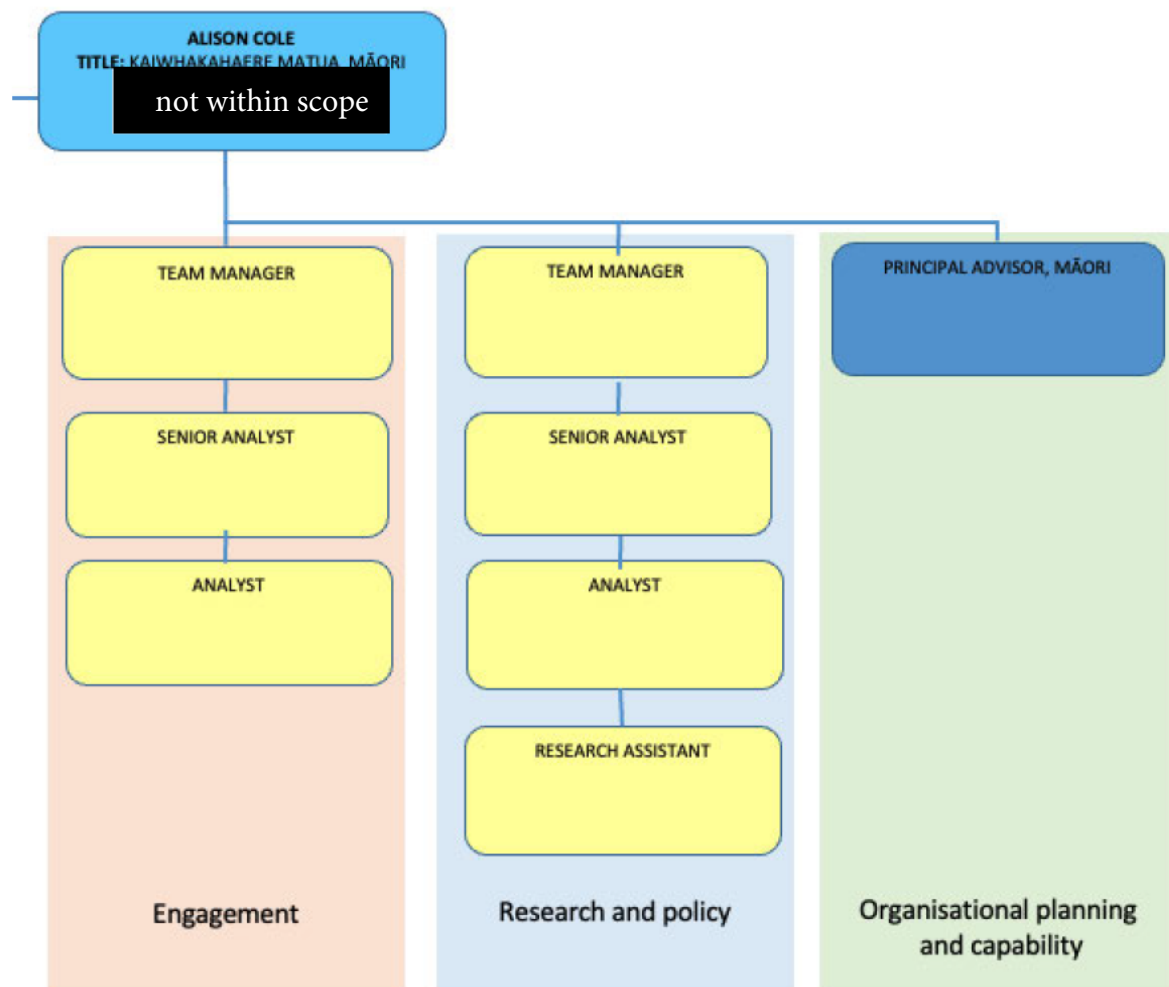 ALISON COLE
TITLE: KAIWHAKAHAERE MATUA, MĀORI
not within scope
TEAM MANAGER
SENIOR ANALYST
ANALYST
Engagement
TEAM MANAGER
SENIOR ANALYST
ANALYST
RESEARCH ASSISTANT
Research and policy
PRINCIPAL ADVISOR, MĀORI
Organisational planning
and capability